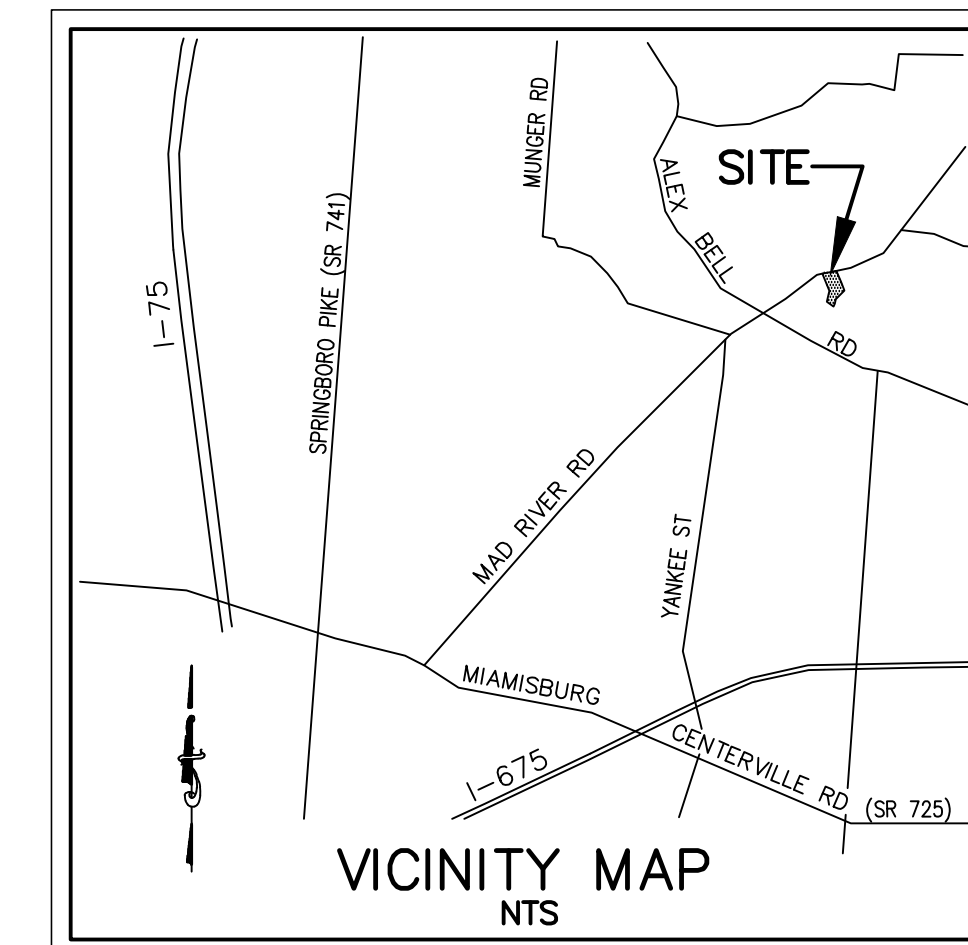 MUNGER RD
ALEX BELL RD
SITE
SPRINGBORO PIKE (SR 741)
I-75
MAD RIVER RD
YANKEE ST
MIAMISBURG CENTERVILLE RD (SR 725)
I-675
VICINITY MAP
NTS